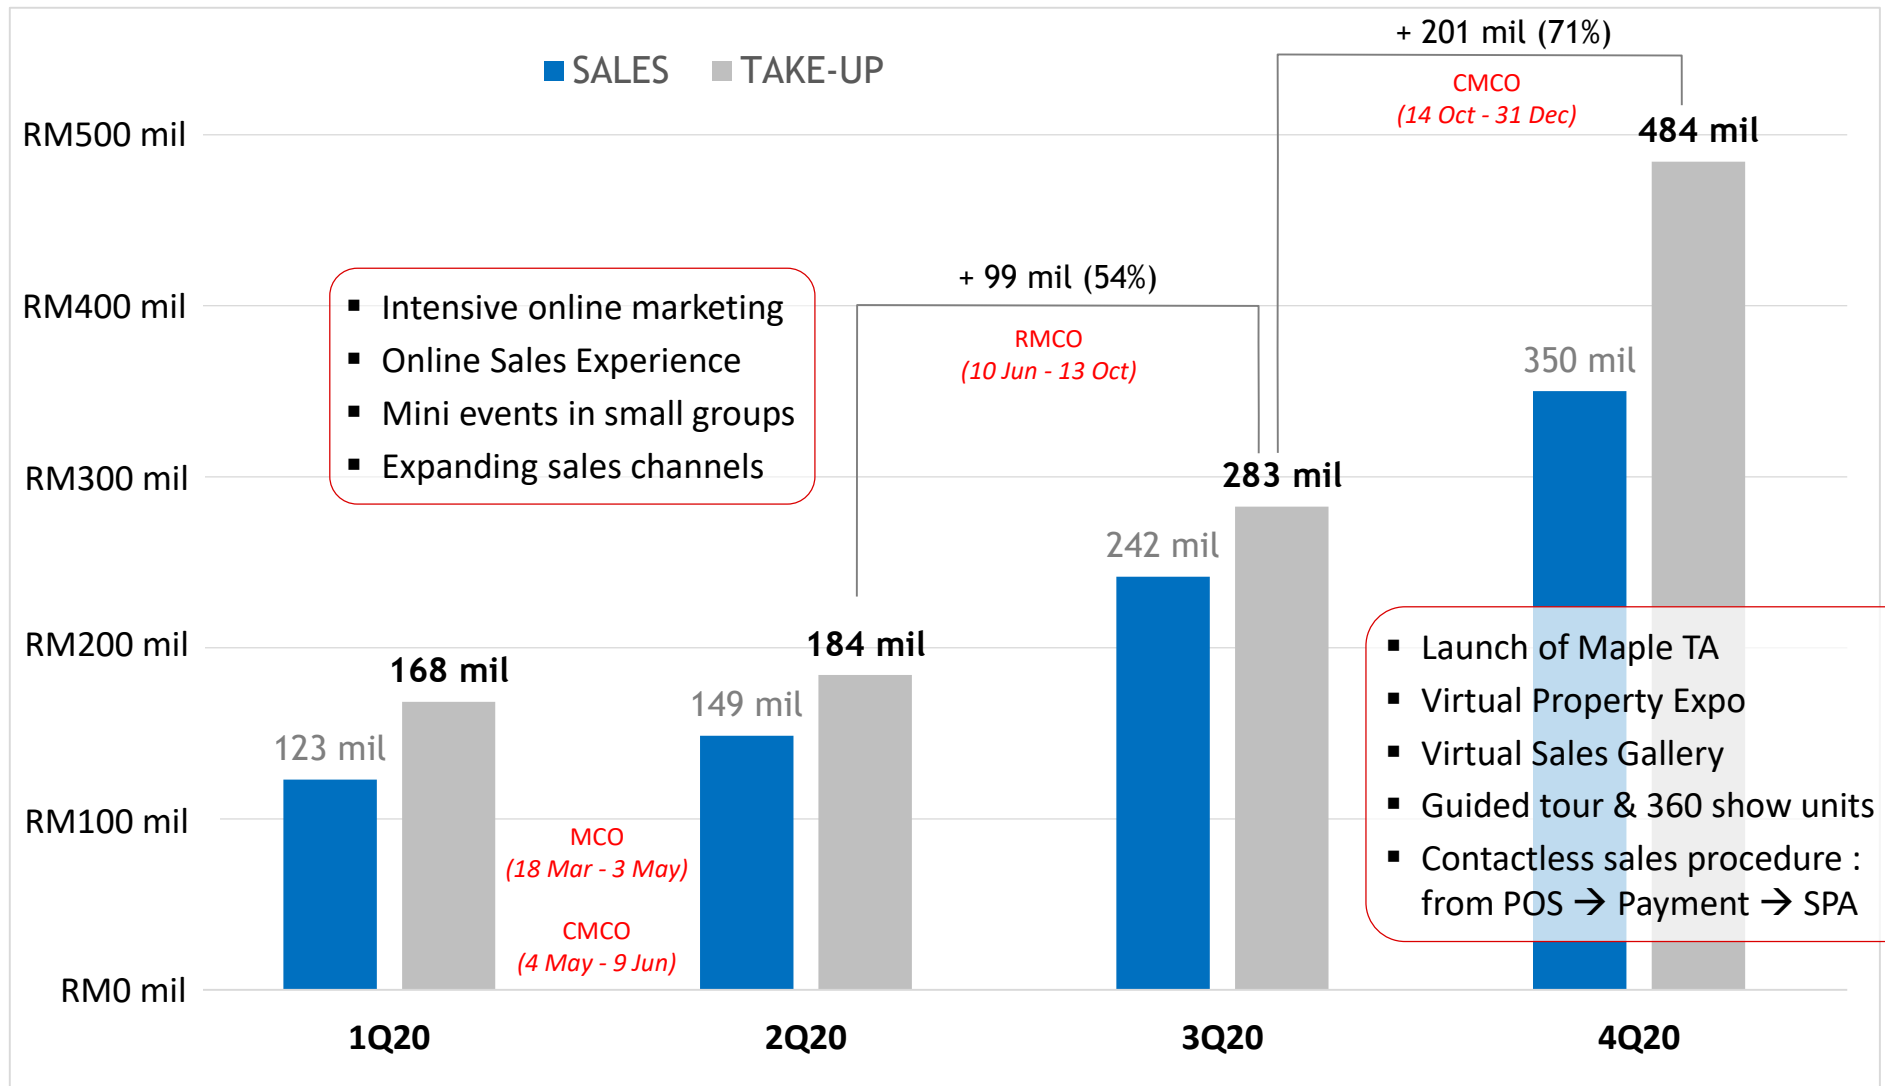 + 201 mil (71%)
SALES
TAKE-UP
CMCO
(14 Oct - 31 Dec)
RM500 mil
484 mil
+ 99 mil (54%)
▪ Intensive online marketing
▪ Online Sales Experience
▪ Mini events in small groups
▪ Expanding sales channels
RM400 mil
RMCO
(10 Jun - 13 Oct)
350 mil
RM300 mil
283 mil
242 mil
RM200 mil
184 mil
168 mil
149 mil
123 mil
▪ Launch of Maple TA
▪ Virtual Property Expo
▪ Virtual Sales Gallery
▪ Guided tour & 360 show units
▪ Contactless sales procedure :
from POS → Payment → SPA
RM100 mil
MCO
(18 Mar - 3 May)
CMCO
(4 May - 9 Jun)
RM0 mil
1Q20
2Q20
3Q20
4Q20